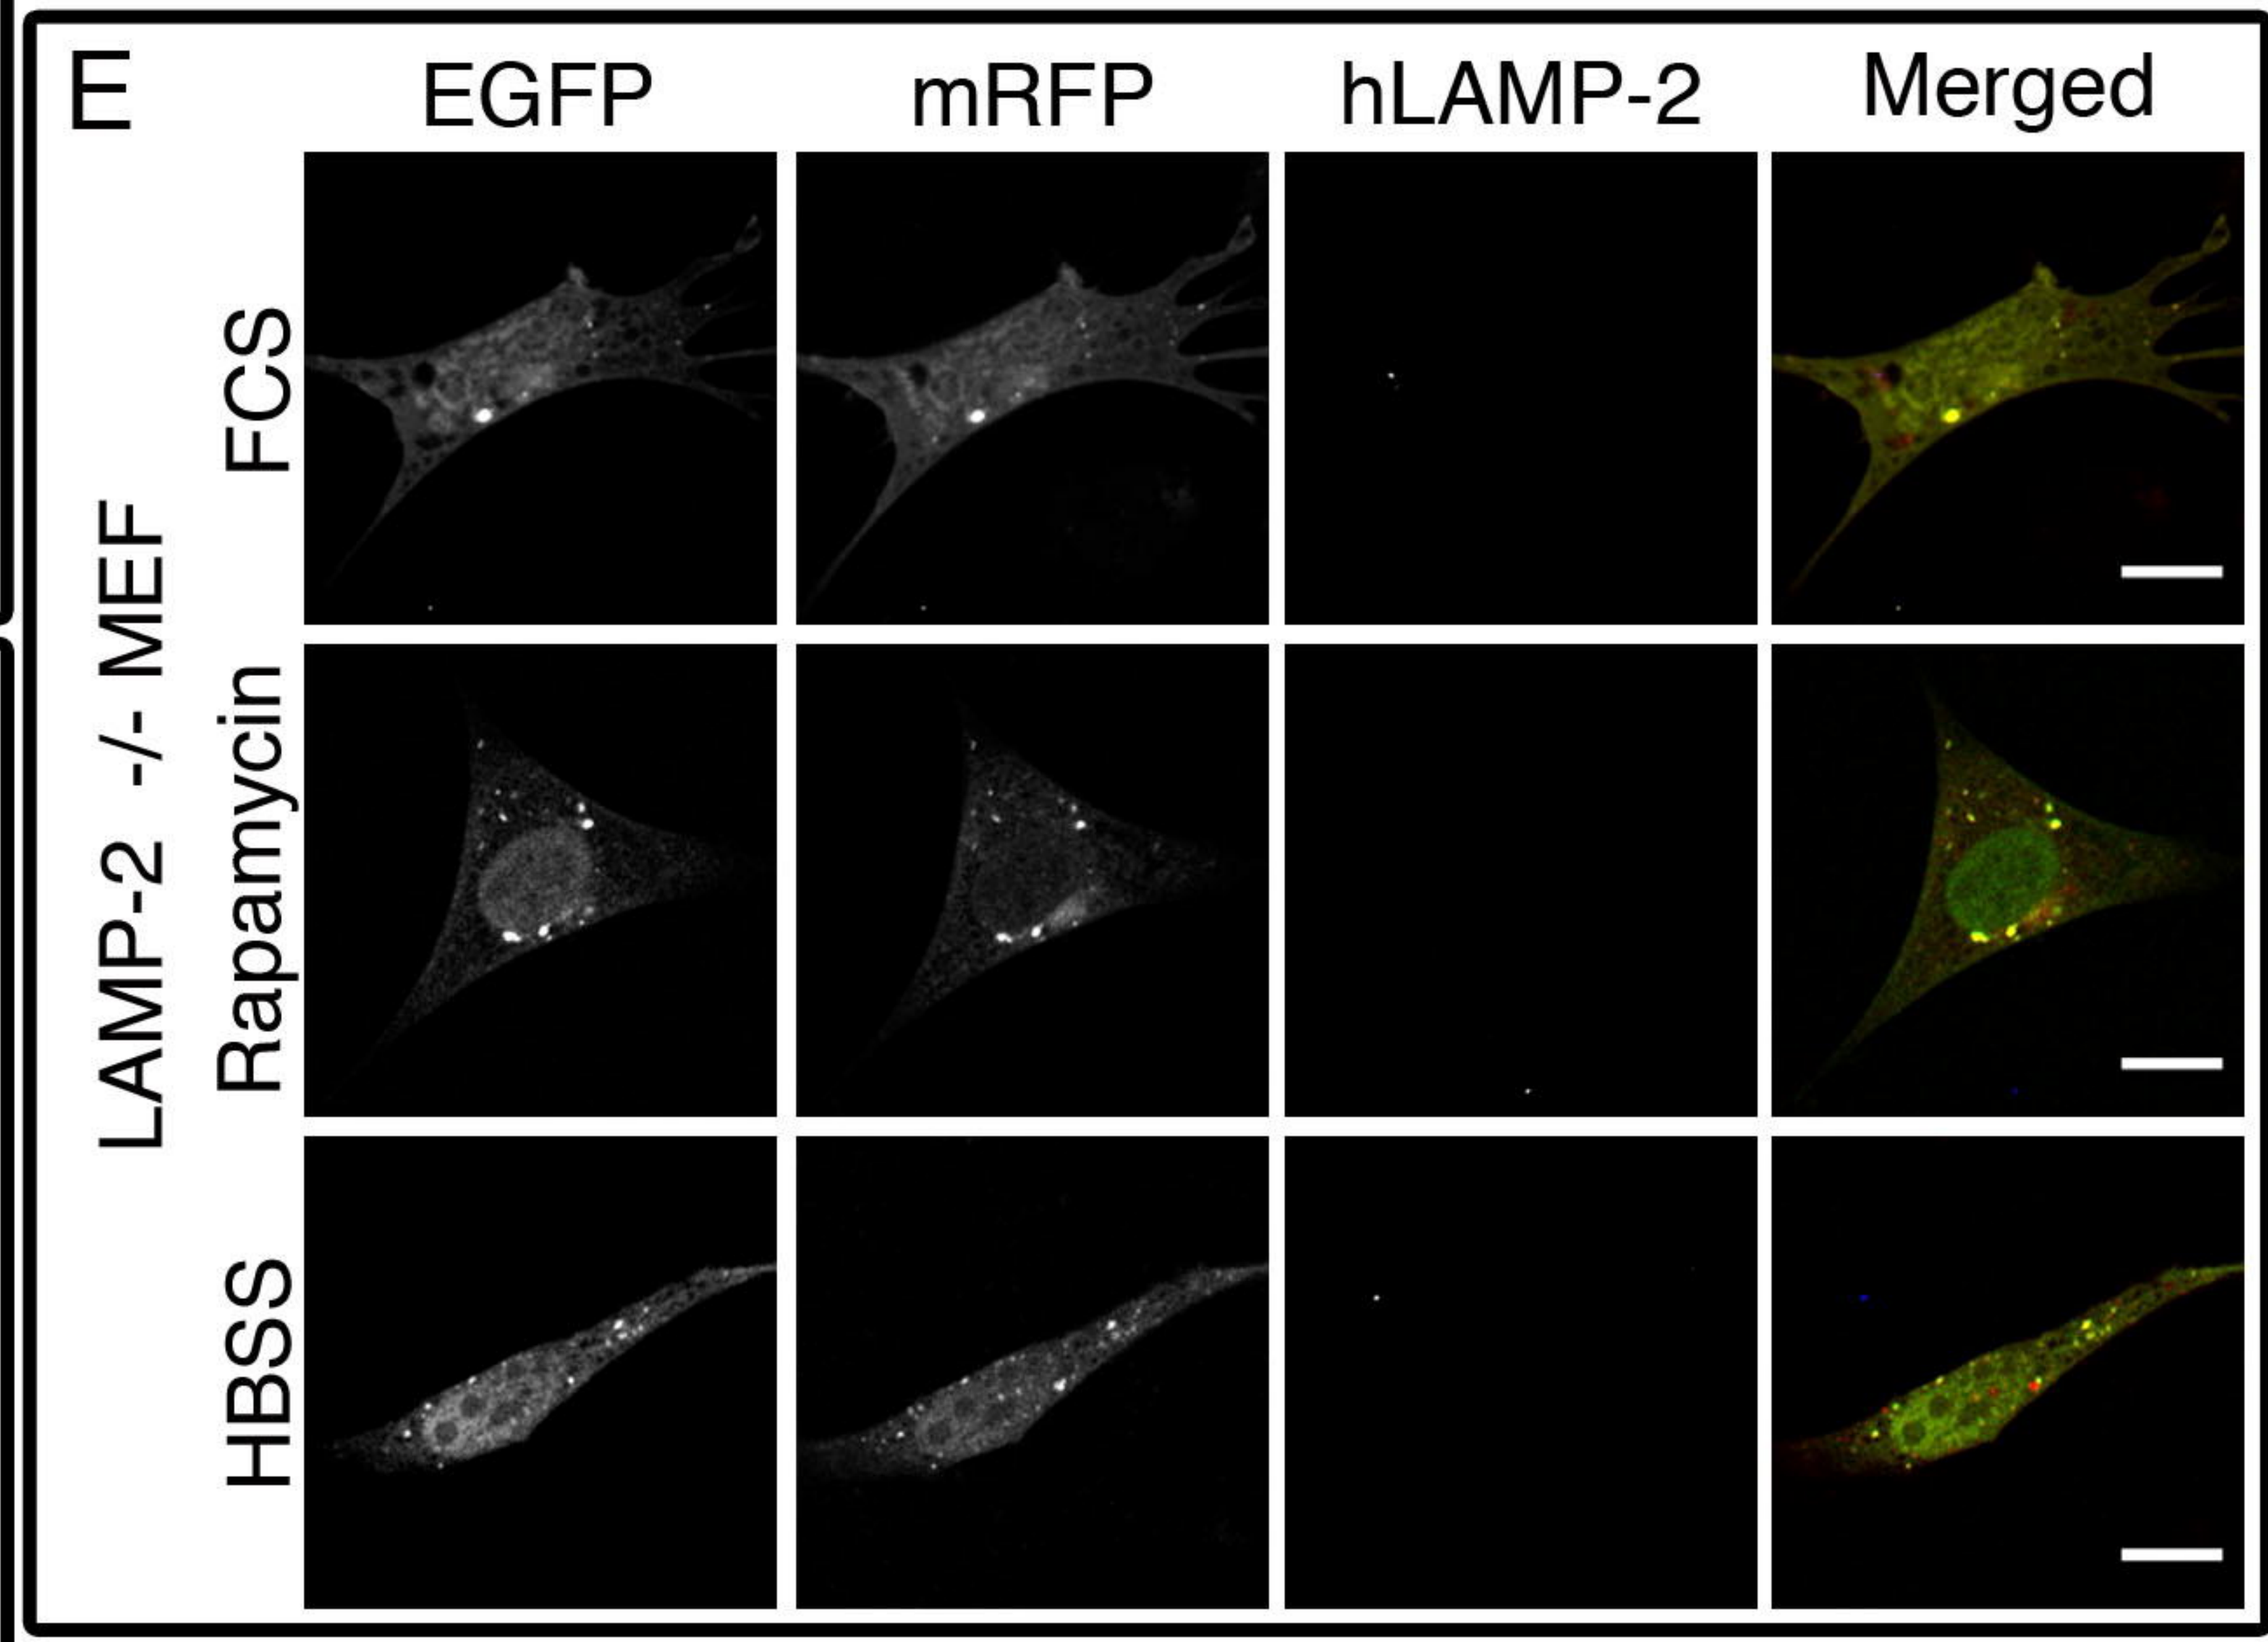 E
EGFP mRFP hLAMP-2 Merged
LAMP-2 -/- MEF
FCS
Rapamycin
HBSS